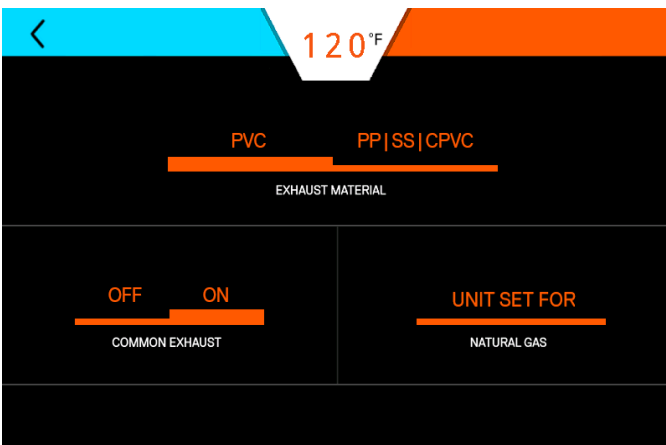 120°F
PVC PP|SS|CPVC
EXHAUST MATERIAL
OFF ON
COMMON EXHAUST
UNIT SET FOR
NATURAL GAS